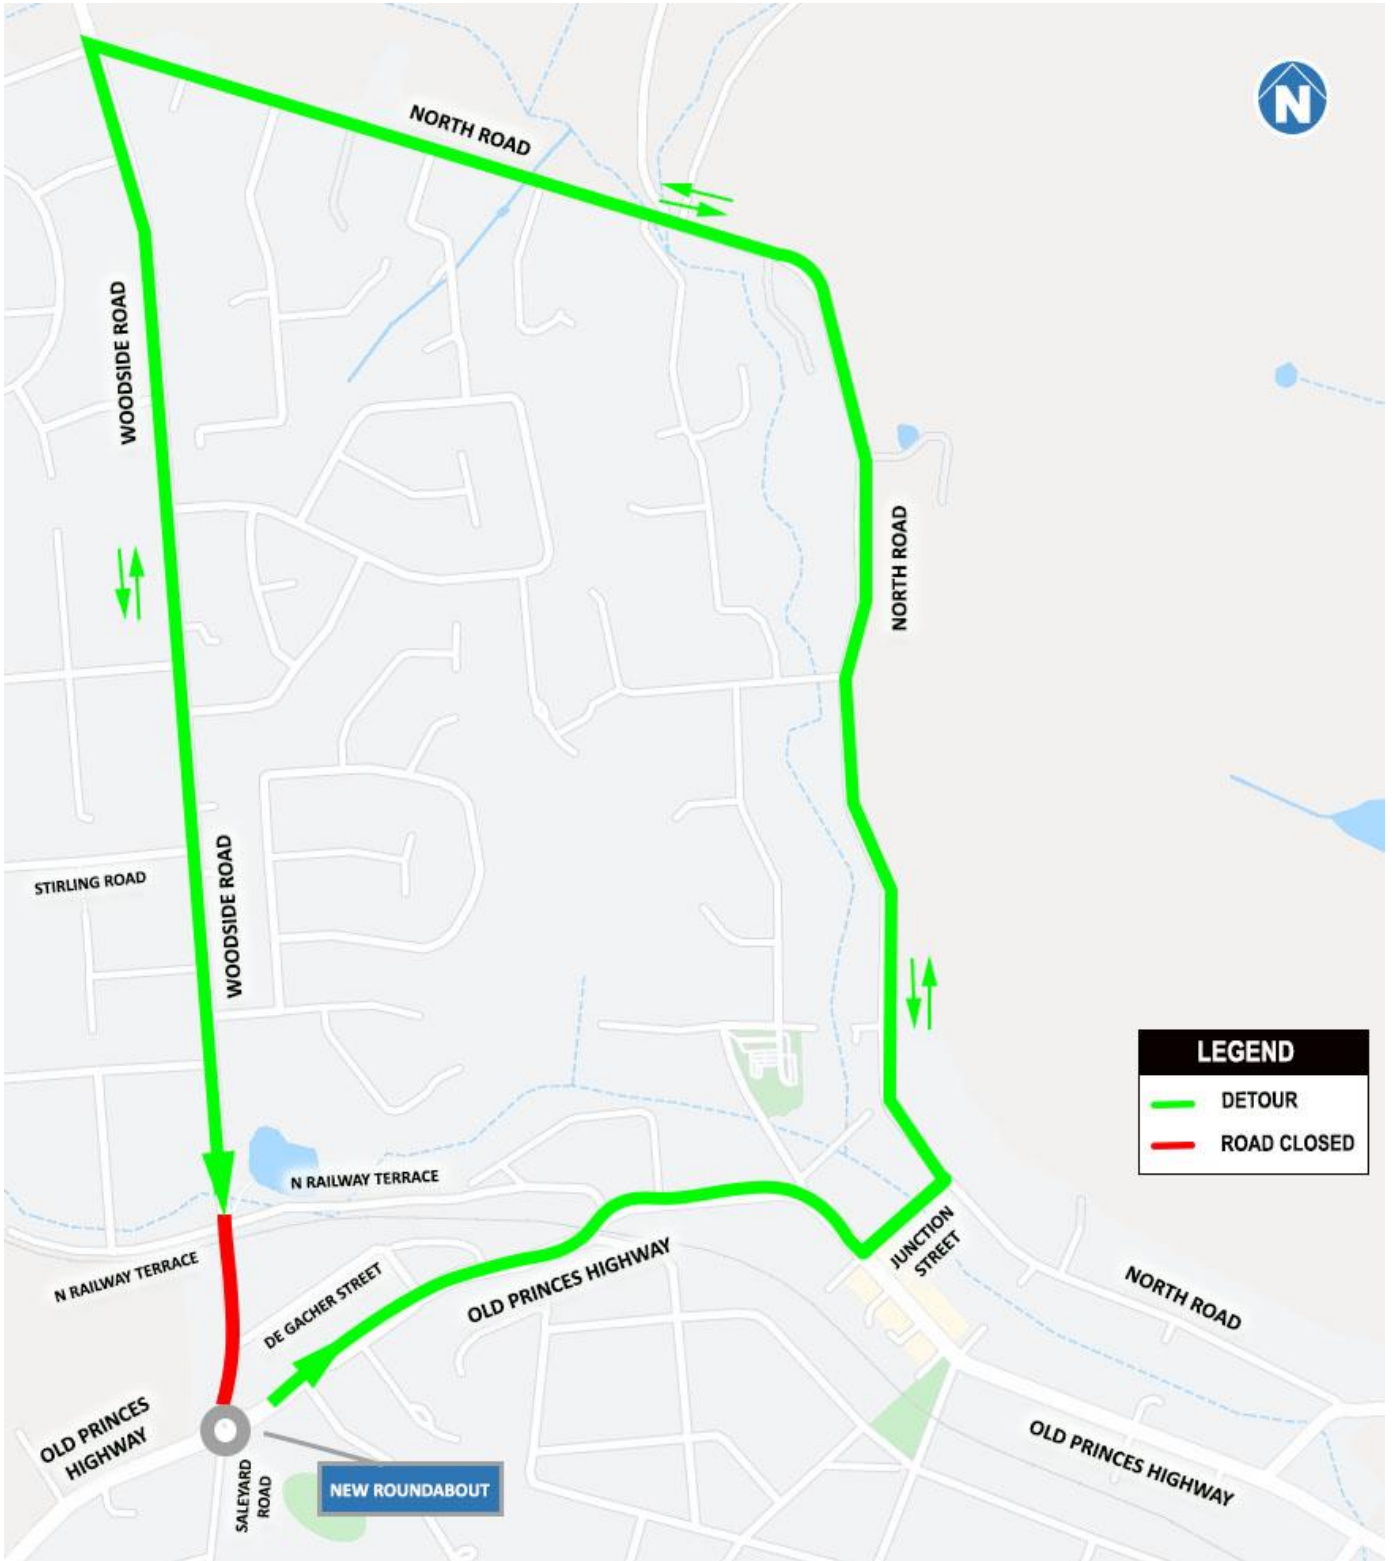 N
NORTH ROAD
WOODSIDE ROAD
NORTH ROAD
STIRLING ROAD
WOODSIDE ROAD
LEGEND
DETOUR
ROAD CLOSED
N RAILWAY TERRACE
N RAILWAY TERRACE
JUNCTION
STREET
DE GACHER STREET
OLD PRINCES HIGHWAY
NORTH ROAD
OLD PRINCES
HIGHWAY
OLD PRINCES HIGHWAY
SALEYARD
ROAD
NEW ROUNDABOUT